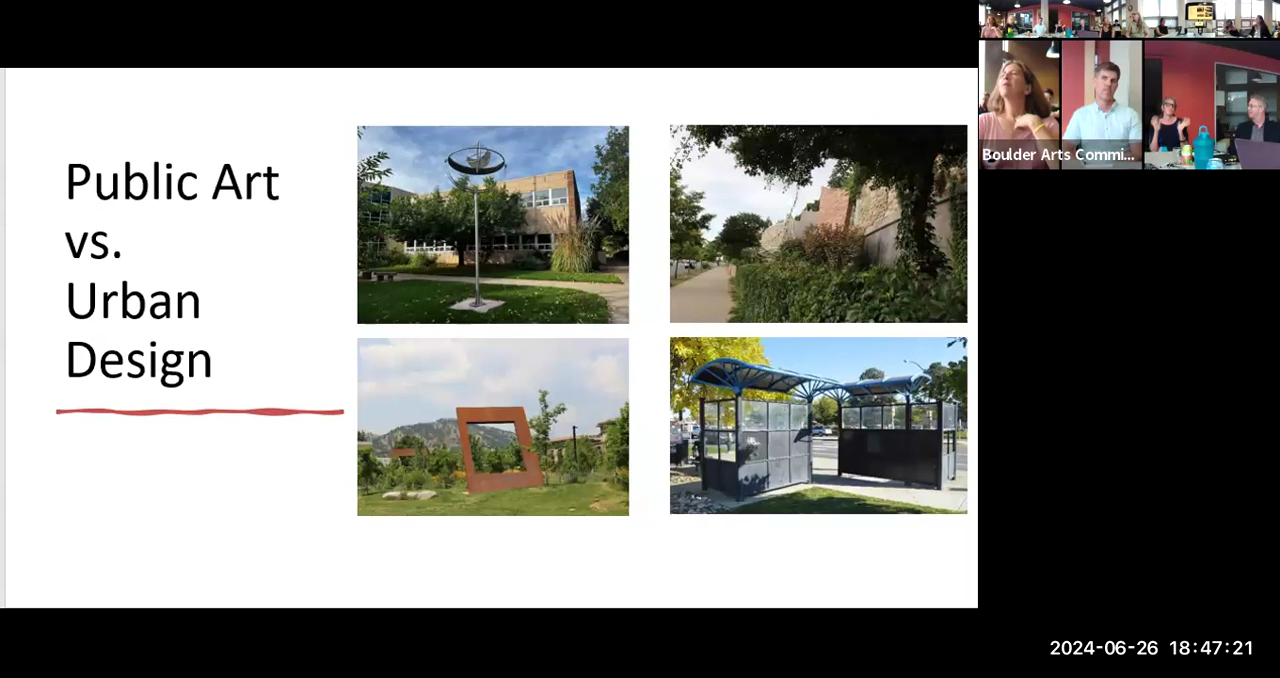 Public Art
vs.
Urban
Design
Boulder Arts Commi...
2024-06-26 18:47:21